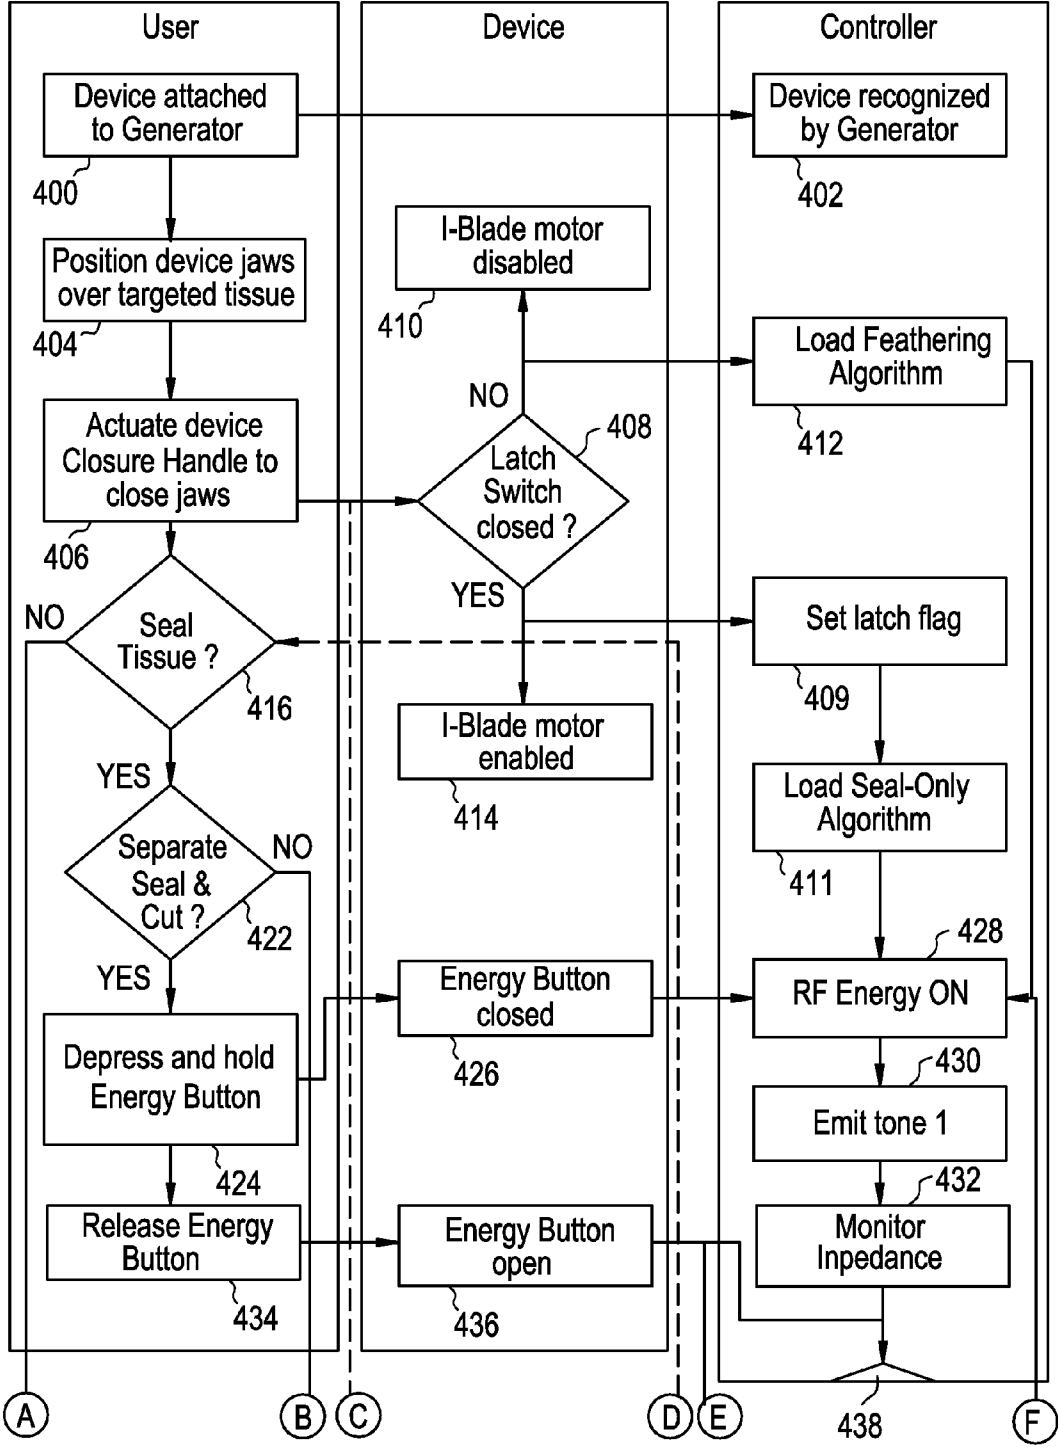 User
Device
Controller
Device attached
to Generator
400
Device recognized
by Generator
402
I-Blade motor
disabled
410
Position device jaws
over targeted tissue
404
Load Feathering
Algorithm
412
NO
408
Actuate device
Closure Handle to
close jaws
406
Latch
Switch
closed ?
YES
NO
Seal
Tissue ?
416
Set latch flag
409
I-Blade motor
enabled
414
YES
Load Seal-Only
Algorithm
411
Separate
Seal &
Cut ?
NO
422
YES
428
Energy Button
closed
426
RF Energy ON
430
Depress and hold
Energy Button
424
Emit tone 1
432
Release Energy
Button
434
Energy Button
open
436
Monitor
Inpedance
438
A
B
C
D
E
F